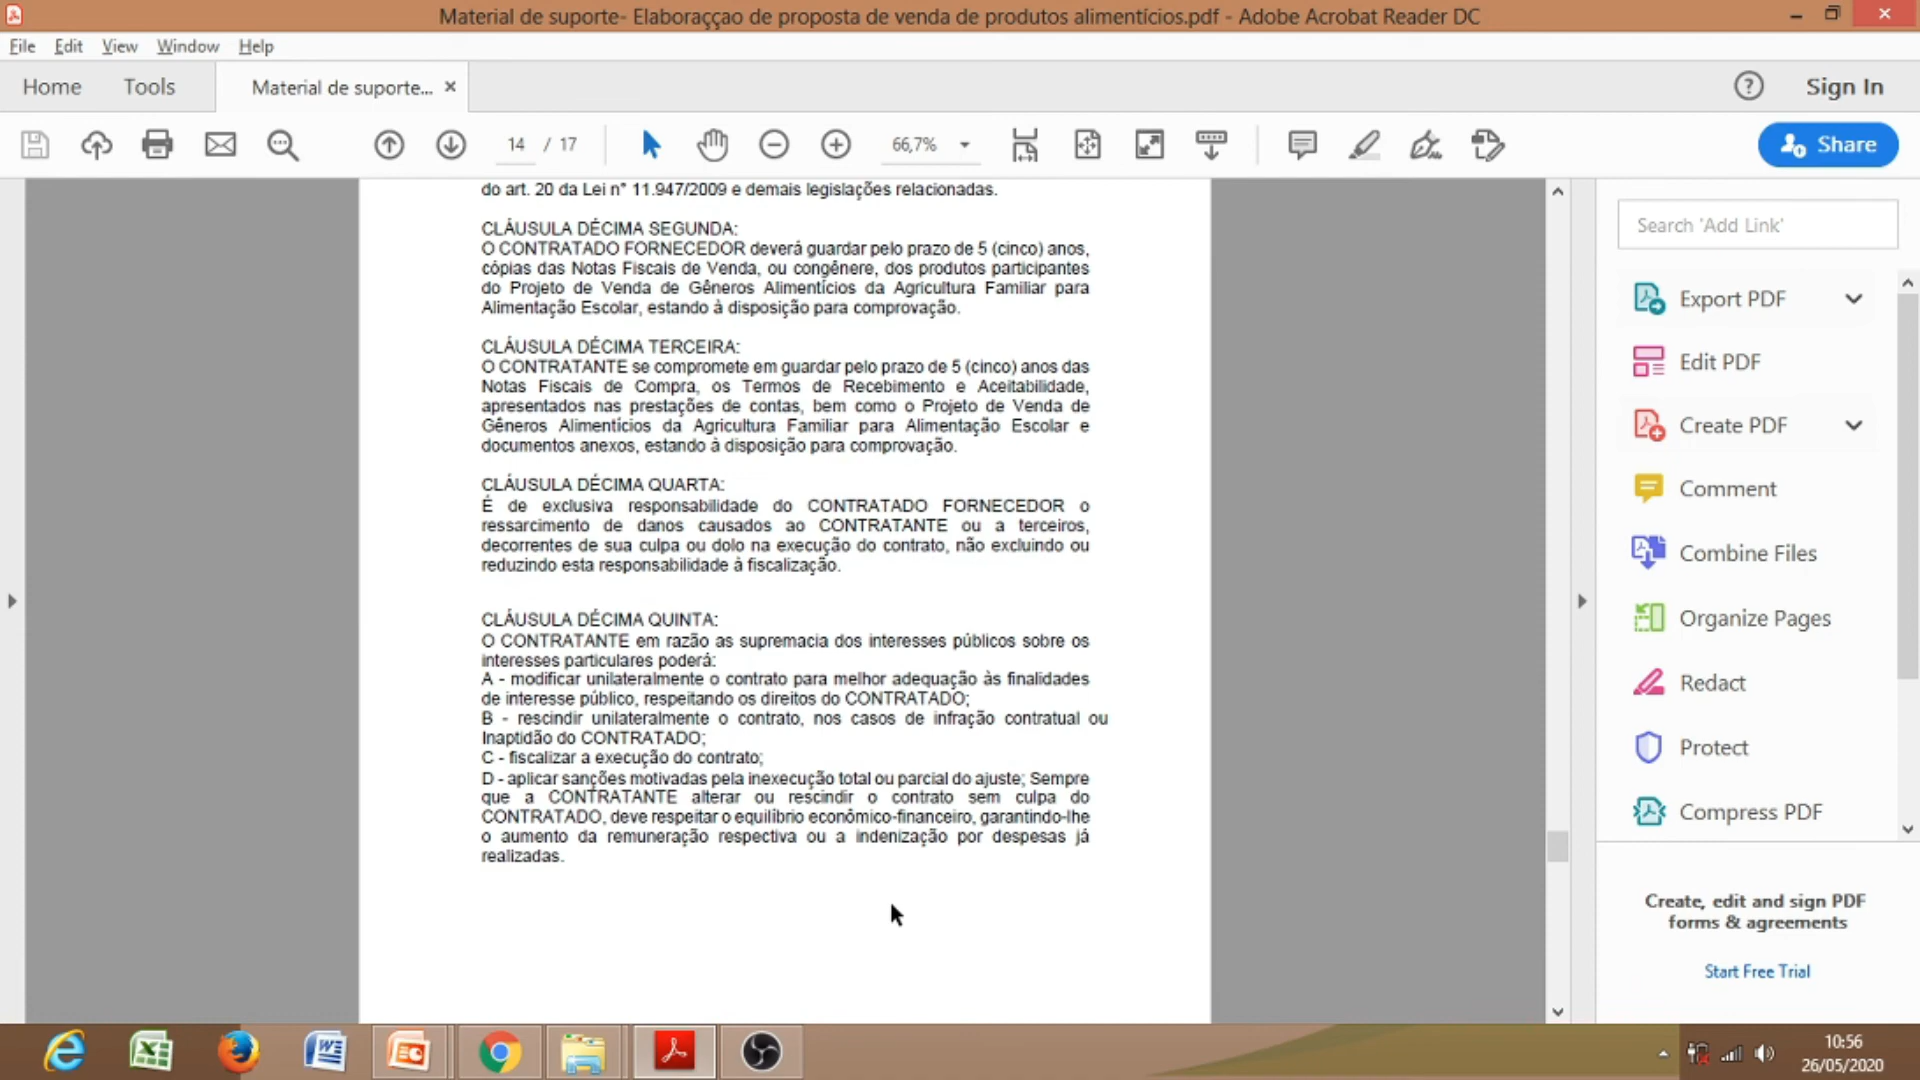 Material de suporte- Elaboraççao de proposta de venda de produtos alimentícios.pdf - Adobe Acrobat Reader DC
File Edit View Window Help
Home Tools Material de suporte... × Sign In
14 / 17 66,7% Share
do art. 20 da Lei n° 11.947/2009 e demais legislações relacionadas.
CLÁUSULA DÉCIMA SEGUNDA:
O CONTRATADO FORNECEDOR deverá guardar pelo prazo de 5 (cinco) anos,
cópias das Notas Fiscais de Venda, ou congênere, dos produtos participantes
do Projeto de Venda de Gêneros Alimentícios da Agricultura Familiar para
Alimentação Escolar, estando à disposição para comprovação.
CLÁUSULA DÉCIMA TERCEIRA:
O CONTRATANTE se compromete em guardar pelo prazo de 5 (cinco) anos das
Notas Fiscais de Compra, os Termos de Recebimento e Aceitabilidade,
apresentados nas prestações de contas, bem como o Projeto de Venda de
Gêneros Alimentícios da Agricultura Familiar para Alimentação Escolar e
documentos anexos, estando à disposição para comprovação.
CLÁUSULA DÉCIMA QUARTA:
É de exclusiva responsabilidade do CONTRATADO FORNECEDOR o
ressarcimento de danos causados ao CONTRATANTE ou a terceiros,
decorrentes de sua culpa ou dolo na execução do contrato, não excluindo ou
reduzindo esta responsabilidade à fiscalização.
CLÁUSULA DÉCIMA QUINTA:
O CONTRATANTE em razão as supremacia dos interesses públicos sobre os
interesses particulares poderá:
A - modificar unilateralmente o contrato para melhor adequação às finalidades
de interesse público, respeitando os direitos do CONTRATADO;
B - rescindir unilateralmente o contrato, nos casos de infração contratual ou
Inaptidão do CONTRATADO;
C - fiscalizar a execução do contrato;
D - aplicar sanções motivadas pela inexecução total ou parcial do ajuste; Sempre
que a CONTRATANTE alterar ou rescindir o contrato sem culpa do
CONTRATADO, deve respeitar o equilíbrio econômico-financeiro, garantindo-lhe
o aumento da remuneração respectiva ou a indenização por despesas já
realizadas.
Search 'Add Link'
Export PDF
Edit PDF
Create PDF
Comment
Combine Files
Organize Pages
Redact
Protect
Compress PDF
Create, edit and sign PDF
forms & agreements
Start Free Trial
10:56
26/05/2020